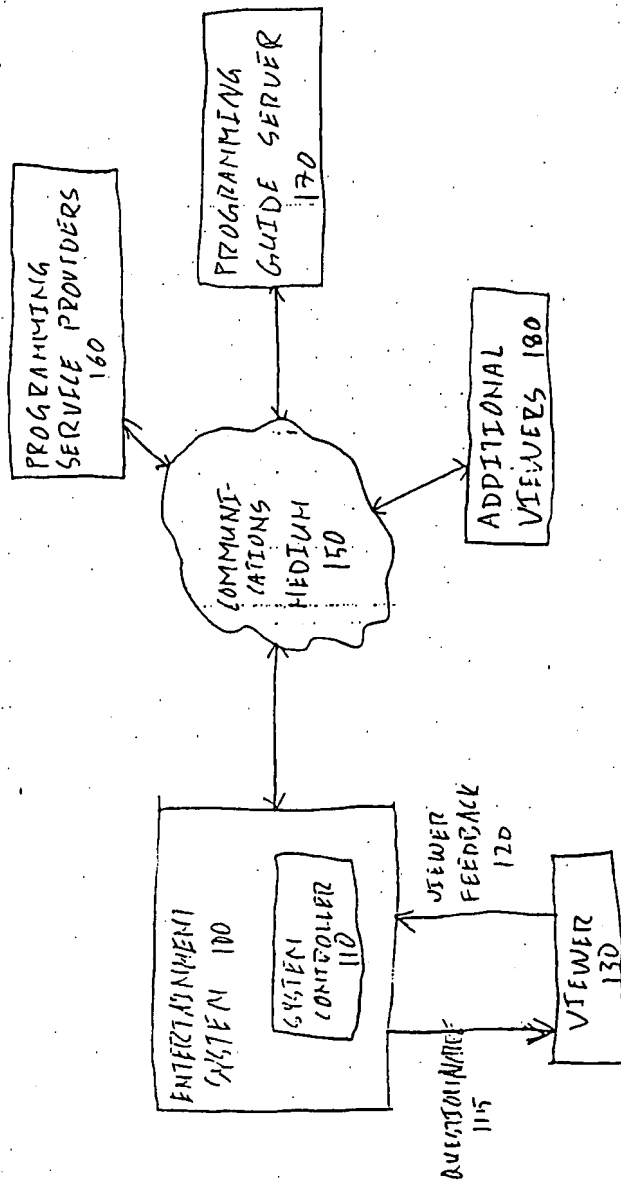 ENTERTAINMENT
SYSTEM 100
SYSTEM
CONTROLLER
110
QUESTIONNAIRE
115
VIEWER
FEEDBACK
120
VIEWER
130
COMMUNI-
CATIONS
MEDIUM
150
PROGRAMMING
SERVICE PROVIDERS
160
PROGRAMMING
GUIDE SERVER
170
ADDITIONAL
VIEWERS 180